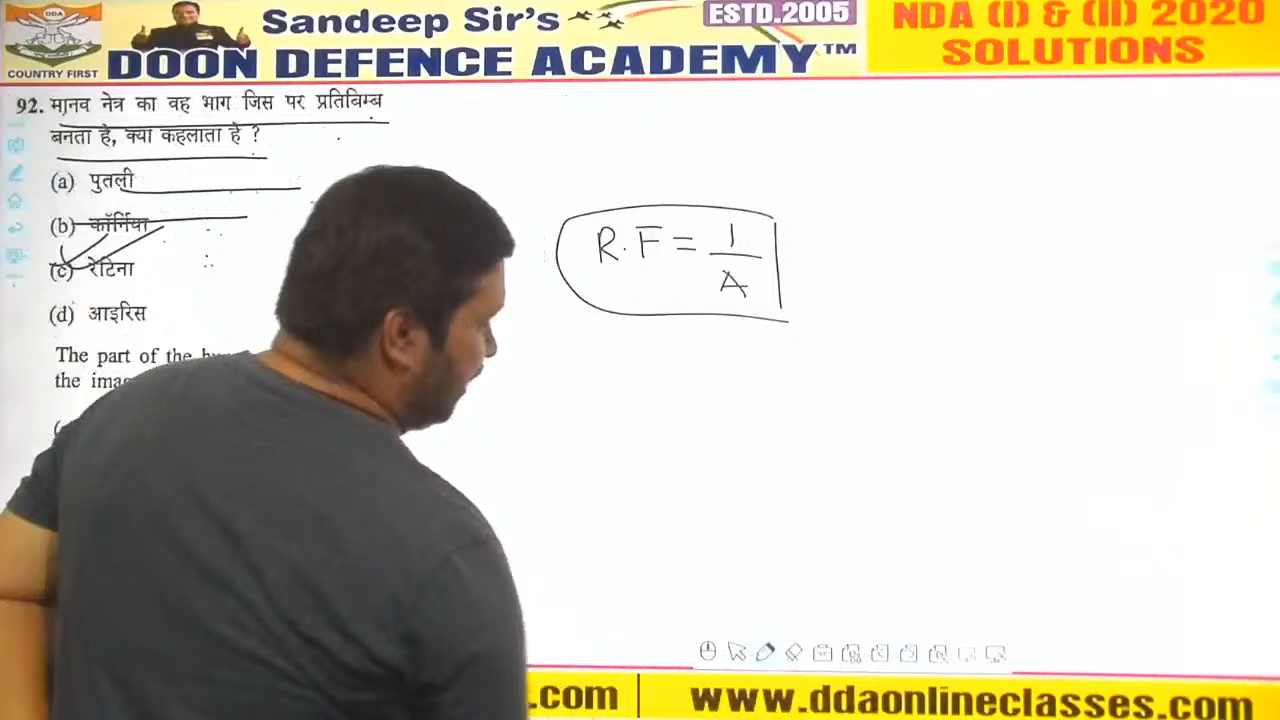 DDA
COUNTRY FIRST
Sandeep Sir's
DOON DEFENCE ACADEMY™
ESTD.2005
NDA (I) & (II) 2020
SOLUTIONS
92. मानव नेत्र का वह भाग जिस पर प्रतिबिम्ब
बनता है, क्या कहलाता है ?
(a) पुतली
(b) कॉर्निया
(c) रेटिना
(d) आइरिस
The part of the
the
R.F = 1/A
.com | www.ddaonlineclasses.com